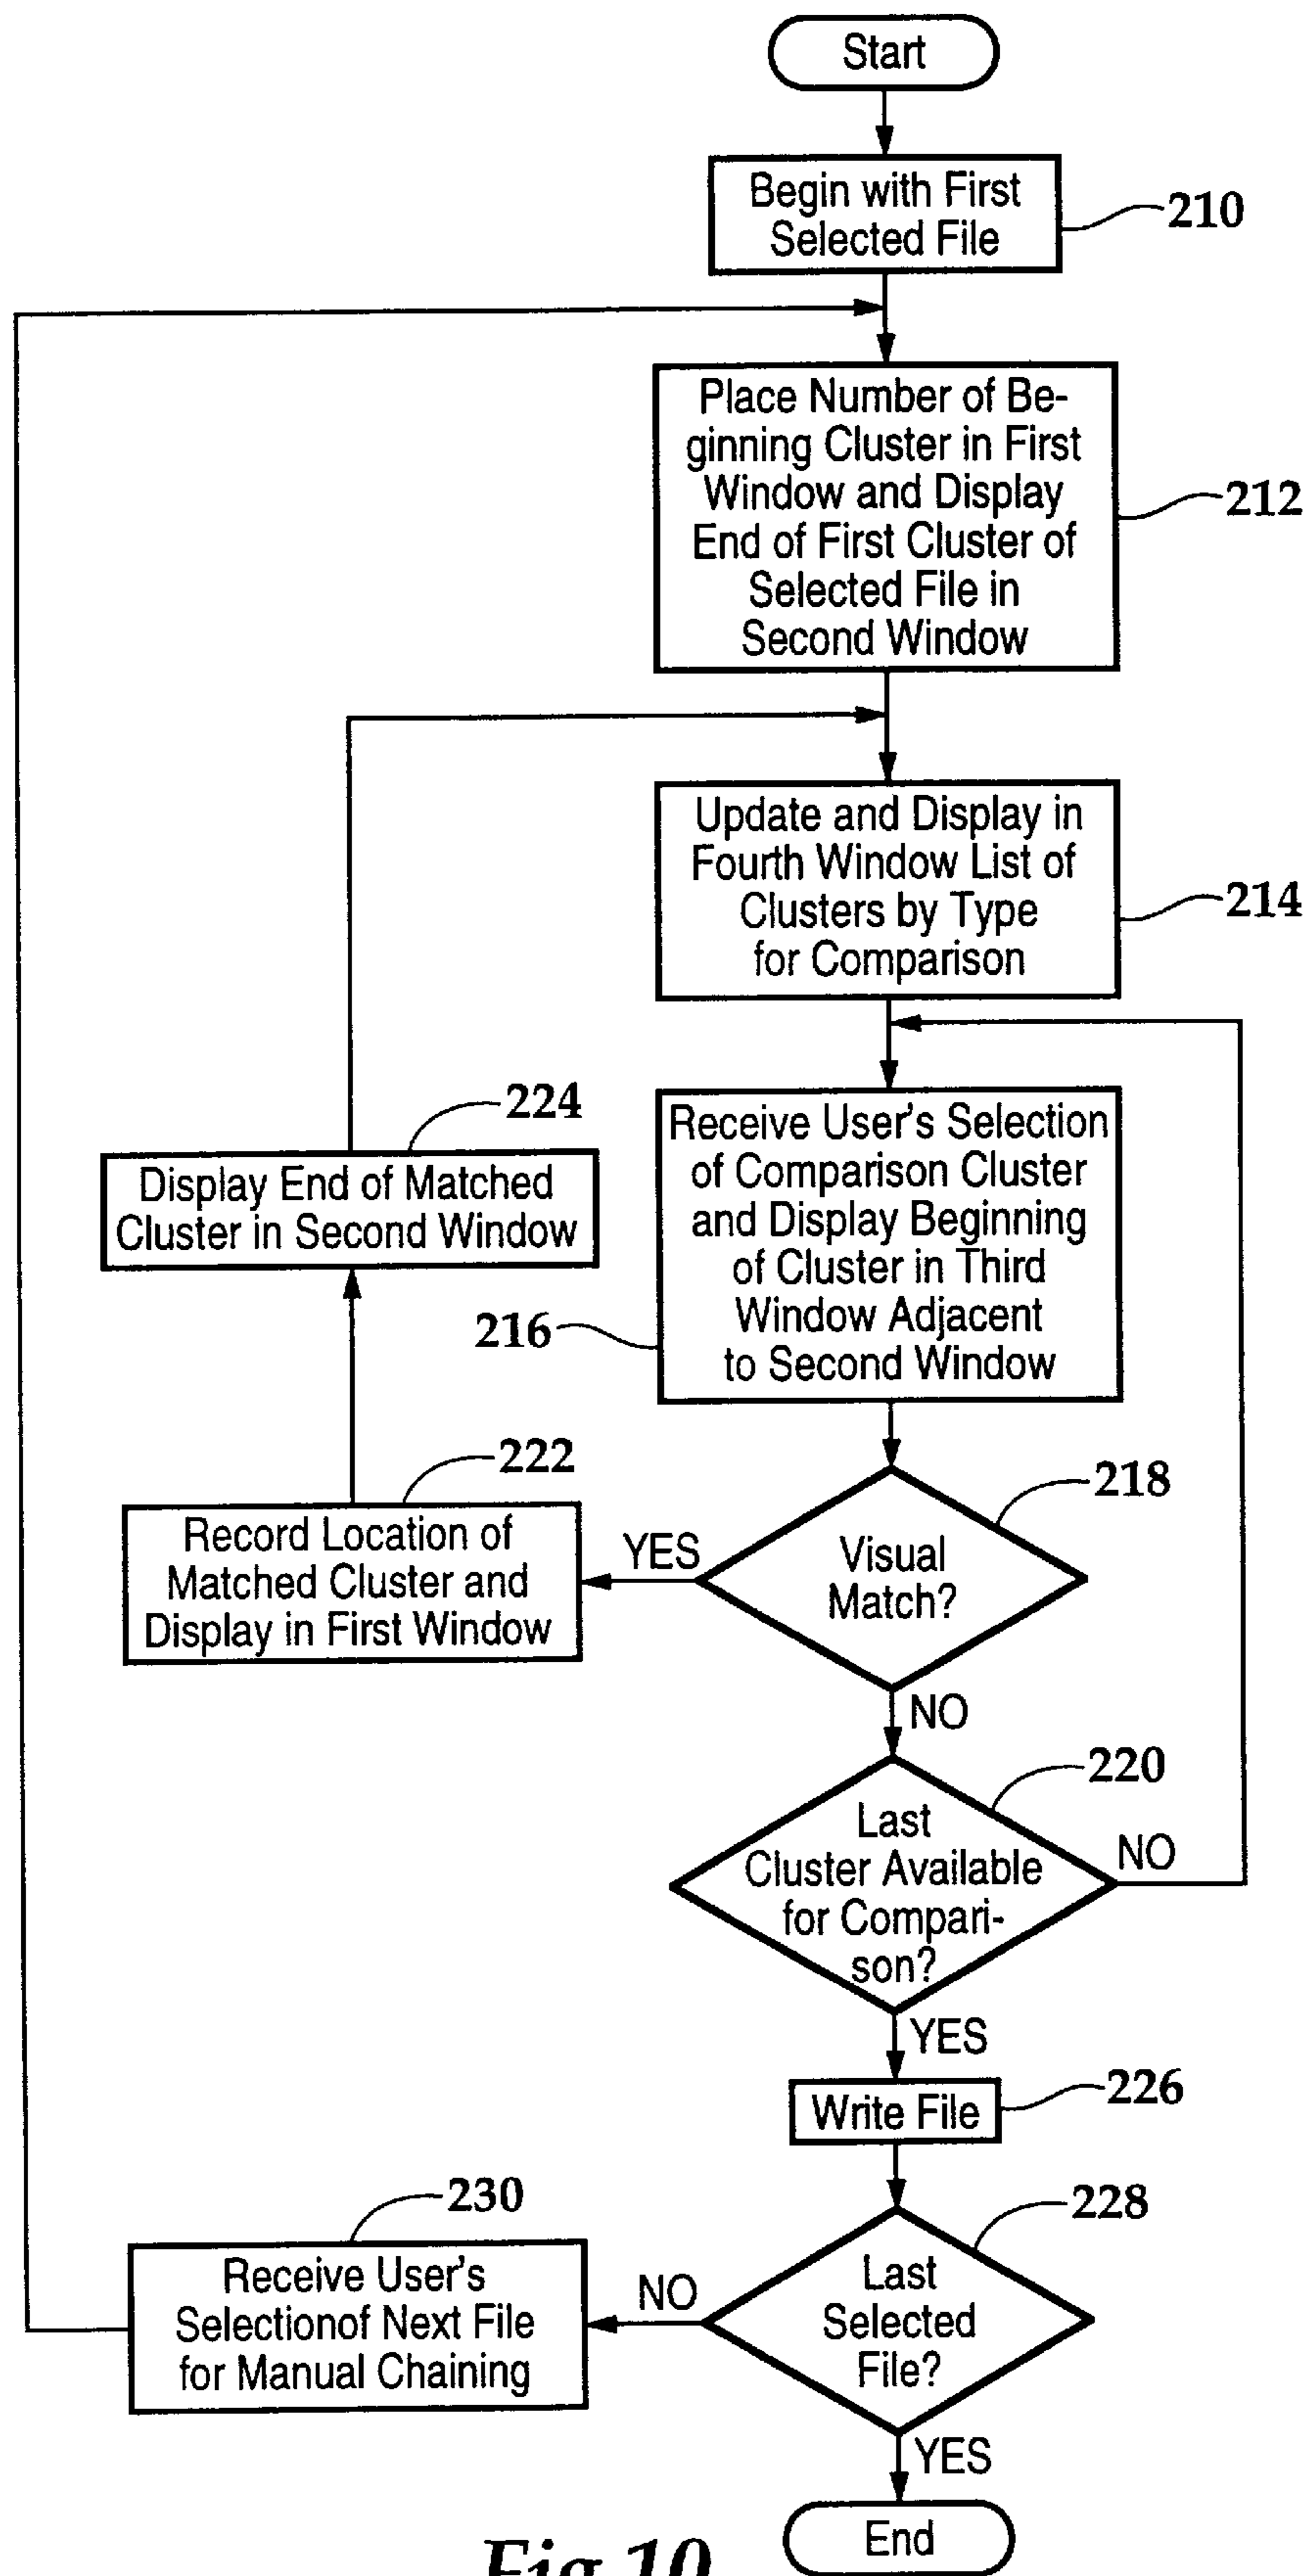 Start
Begin with First
Selected File
210
Place Number of Be-
ginning Cluster in First
Window and Display
End of First Cluster of
Selected File in
Second Window
212
Update and Display in
Fourth Window List of
Clusters by Type
for Comparison
214
Receive User's Selection
of Comparison Cluster
and Display Beginning
of Cluster in Third
Window Adjacent
to Second Window
216
224
Display End of Matched
Cluster in Second Window
222
Record Location of
Matched Cluster and
Display in First Window
YES
Visual
Match?
218
NO
220
Last
Cluster Available
for Compari-
son?
NO
YES
Write File
226
230
Receive User's
Selectionof Next File
for Manual Chaining
NO
Last
Selected
File?
228
YES
End
Fig 10